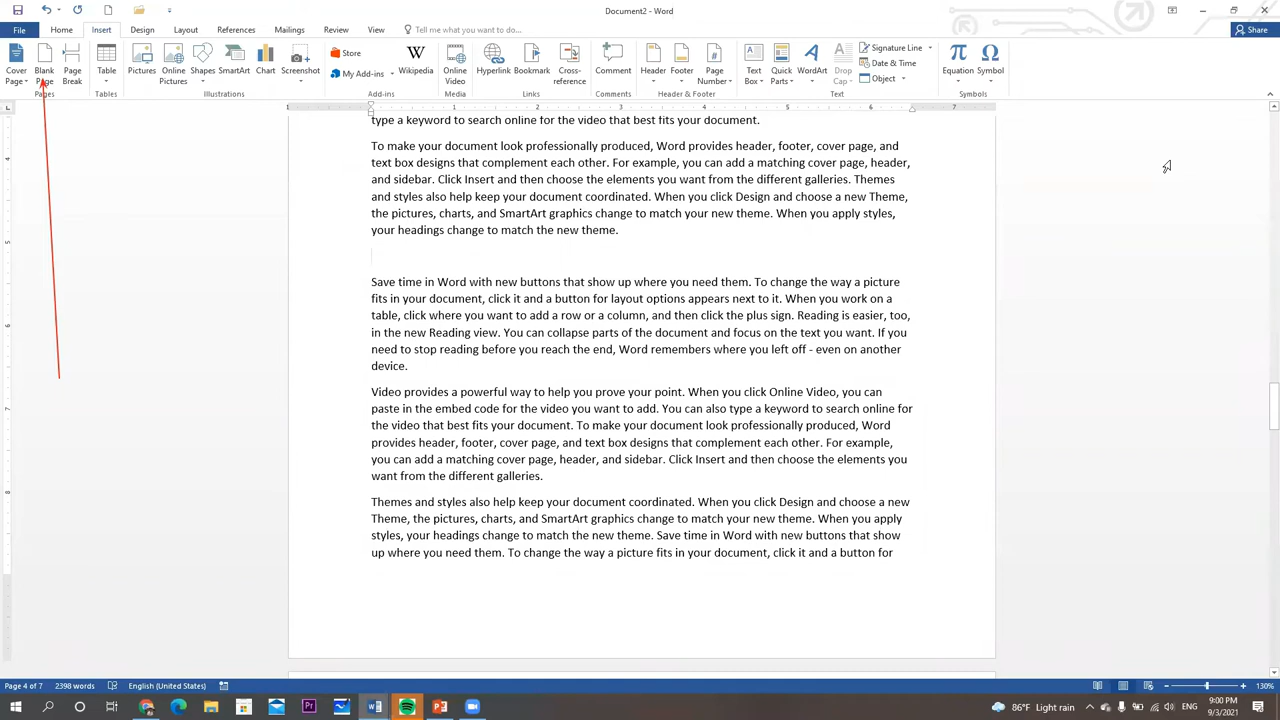 Document2 - Word
File Home Insert Design Layout References Mailings Review View Tell me what you want to do... Share
Cover Page Blank Page Page Break Table Pictures Online Pictures Shapes SmartArt Chart Screenshot Store My Add-ins Wikipedia Online Video Hyperlink Bookmark Cross-reference Comment Header Footer Page Number Text Box Quick Parts WordArt Drop Cap Signature Line Date & Time Object Equation Symbol
Pages Tables Illustrations Add-ins Media Links Comments Header & Footer Text Symbols
1 1 2 3 4 5 6 7
type a keyword to search online for the video that best fits your document.
To make your document look professionally produced, Word provides header, footer, cover page, and
text box designs that complement each other. For example, you can add a matching cover page, header,
and sidebar. Click Insert and then choose the elements you want from the different galleries. Themes
and styles also help keep your document coordinated. When you click Design and choose a new Theme,
the pictures, charts, and SmartArt graphics change to match your new theme. When you apply styles,
your headings change to match the new theme.
Save time in Word with new buttons that show up where you need them. To change the way a picture
fits in your document, click it and a button for layout options appears next to it. When you work on a
table, click where you want to add a row or a column, and then click the plus sign. Reading is easier, too,
in the new Reading view. You can collapse parts of the document and focus on the text you want. If you
need to stop reading before you reach the end, Word remembers where you left off - even on another
device.
Video provides a powerful way to help you prove your point. When you click Online Video, you can
paste in the embed code for the video you want to add. You can also type a keyword to search online for
the video that best fits your document. To make your document look professionally produced, Word
provides header, footer, cover page, and text box designs that complement each other. For example,
you can add a matching cover page, header, and sidebar. Click Insert and then choose the elements you
want from the different galleries.
Themes and styles also help keep your document coordinated. When you click Design and choose a new
Theme, the pictures, charts, and SmartArt graphics change to match your new theme. When you apply
styles, your headings change to match the new theme. Save time in Word with new buttons that show
up where you need them. To change the way a picture fits in your document, click it and a button for
4
5
6
7
8
Page 4 of 7 2398 words English (United States) 130%
86°F Light rain 9:00 PM
9/3/2021